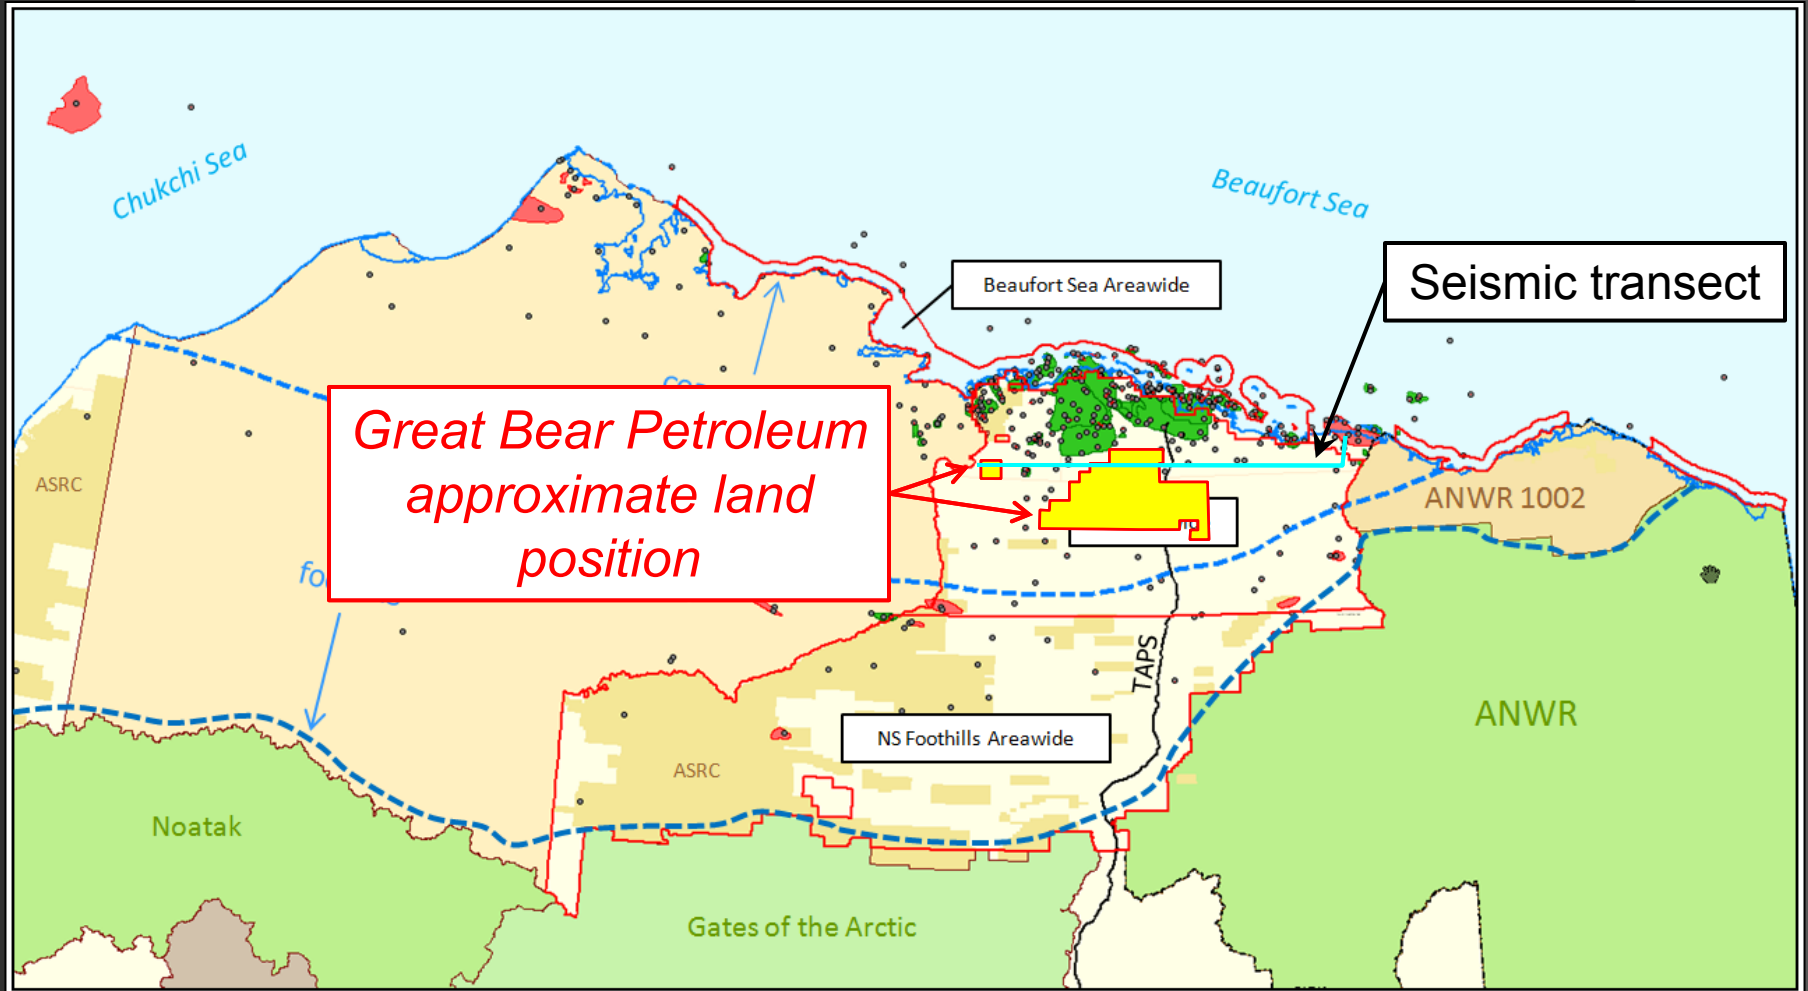 Chukchi Sea
Beaufort Sea
Seismic transect
Beaufort Sea Areawide
Great Bear Petroleum
approximate land
position
ASRC
ANWR 1002
TAPS
ANWR
NS Foothills Areawide
ASRC
Noatak
Gates of the Arctic